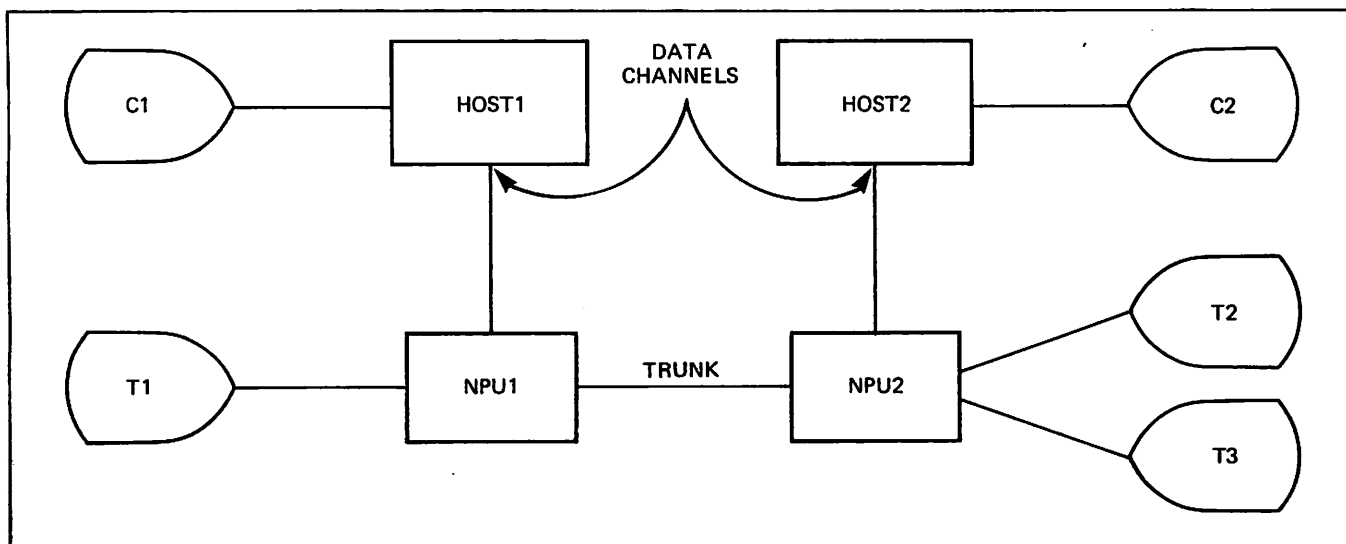 DATA
CHANNELS
C1
HOST1
HOST2
C2
T1
NPU1
TRUNK
NPU2
T2
T3